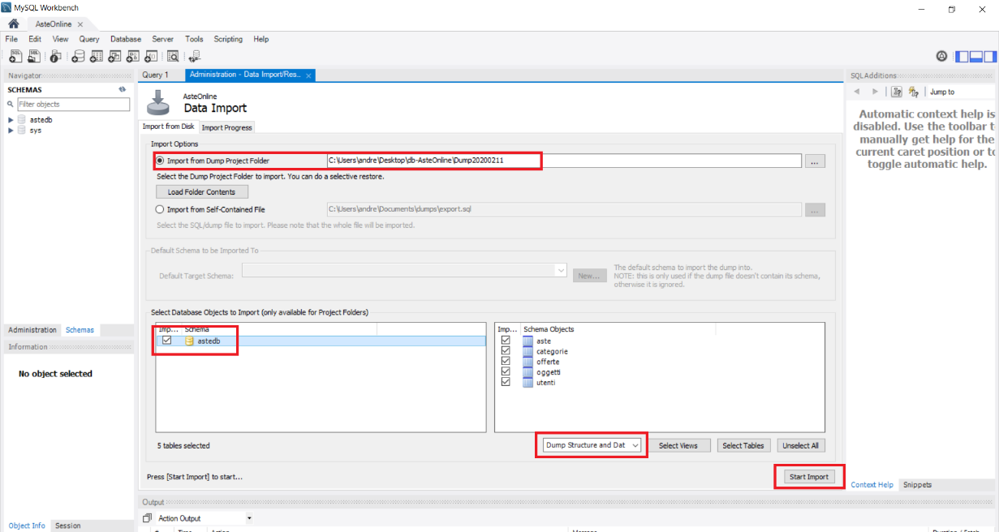 MySQL Workbench
AsteOnline
File Edit View Query Database Server Tools Scripting Help
Navigator
SCHEMAS
Filter objects
astedb
sys
Administration Schemas
Information
No object selected
Object Info Session
Query 1 Administration - Data Import/Res...
AsteOnline
Data Import
Import from Disk Import Progress
Import Options
Import from Dump Project Folder C:\Users\andre\Desktop\db-AsteOnline\Dump20200211 ...
Select the Dump Project Folder to import. You can do a selective restore.
Load Folder Contents
Import from Self-Contained File C:\Users\andre\Documents\dumps\export.sql ...
Select the SQL/dump file to import. Please note that the whole file will be imported.
Default Schema to be Imported To
Default Target Schema: New...
The default schema to import the dump into.
NOTE: this is only used if the dump file doesn't contain its schema,
otherwise it is ignored.
Select Database Objects to Import (only available for Project Folders)
Imp... Schema
astedb
Imp... Schema Objects
aste
categorie
offerte
oggetti
utenti
5 tables selected
Dump Structure and Dat Select Views Select Tables Unselect All
Press [Start Import] to start...
Start Import
Output
Action Output
# Time Action Message Duration / Fetch
SQLAdditions
Jump to
Automatic context help is
disabled. Use the toolbar t
manually get help for the
current caret position or to
toggle automatic help.
Context Help Snippets